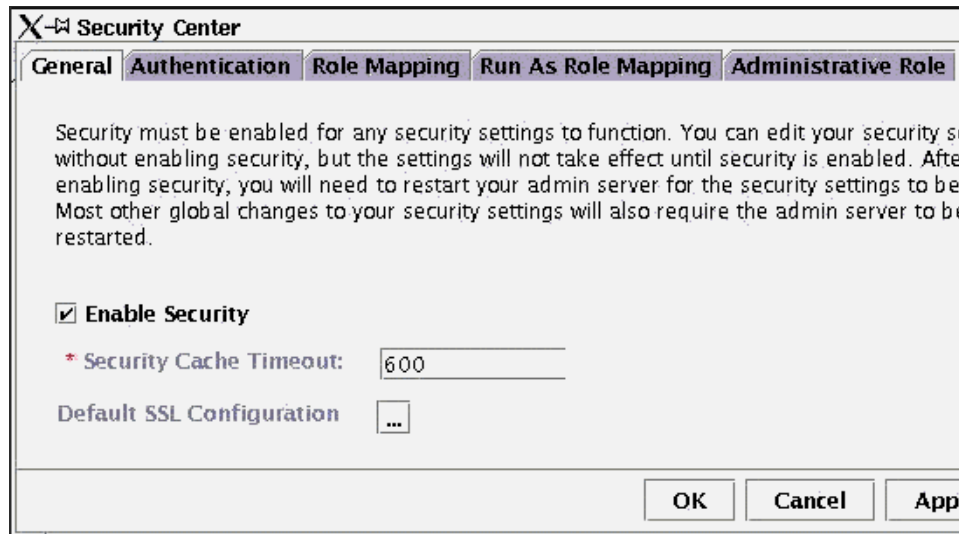 Security Center
General Authentication Role Mapping Run As Role Mapping Administrative Role
Security must be enabled for any security settings to function. You can edit your security
without enabling security, but the settings will not take effect until security is enabled.
enabling security, you will need to restart your admin server for the security settings to be
Most other global changes to your security settings will also require the admin server to
restarted.
Enable Security
* Security Cache Timeout: 600
Default SSL Configuration ...
OK Cancel